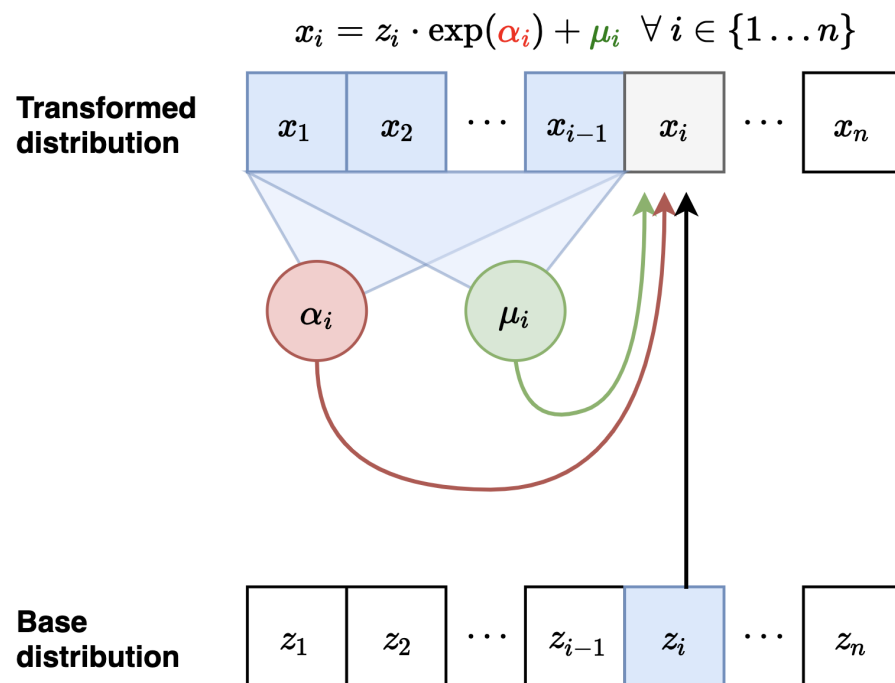 x_i = z_i · exp(α_i) + μ_i ∀ i ∈ {1 … n}
Transformed
distribution
x_1 x_2 ··· x_{i−1} x_i ··· x_n
α_i μ_i
Base
distribution
z_1 z_2 ··· z_{i−1} z_i ··· z_n